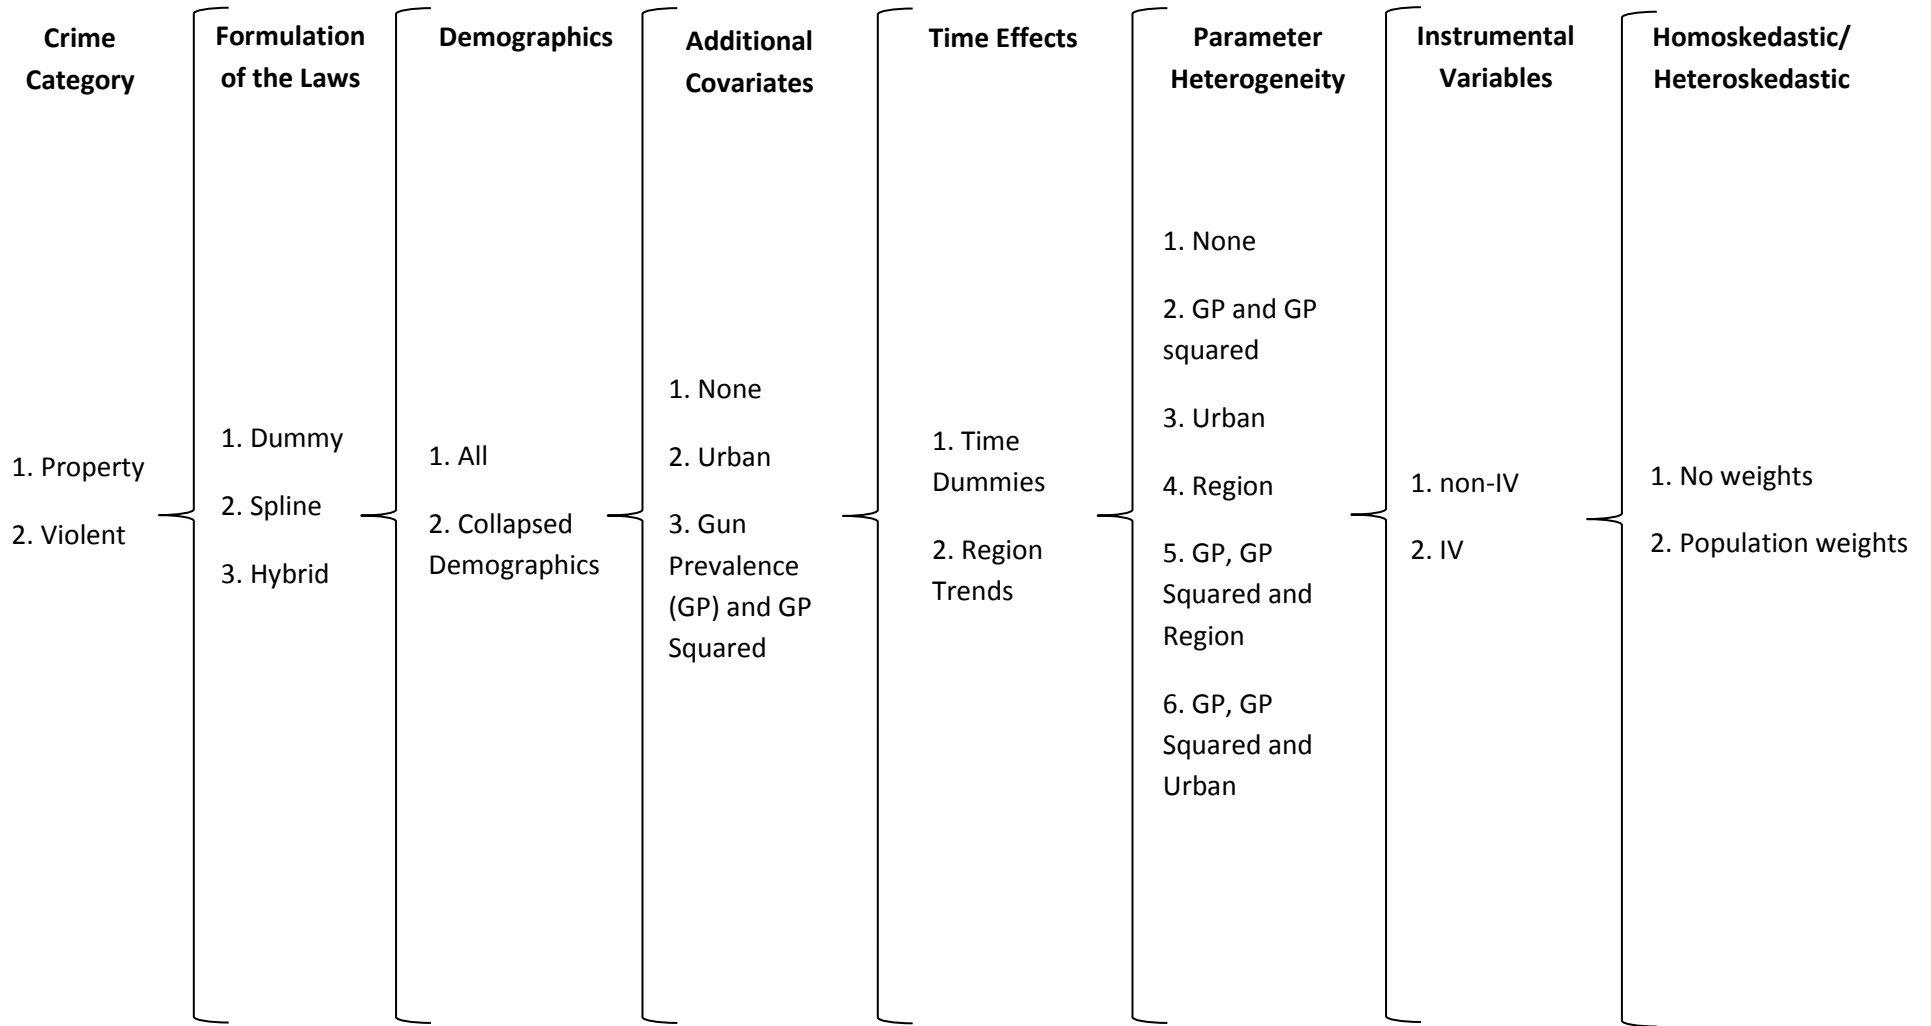 Crime
Category
1. Property
2. Violent
Formulation
of the Laws
1. Dummy
2. Spline
3. Hybrid
Demographics
1. All
2. Collapsed
Demographics
Additional
Covariates
1. None
2. Urban
3. Gun
Prevalence
(GP) and GP
Squared
Time Effects
1. Time
Dummies
2. Region
Trends
Parameter
Heterogeneity
1. None
2. GP and GP
squared
3. Urban
4. Region
5. GP, GP
Squared and
Region
6. GP, GP
Squared and
Urban
Instrumental
Variables
1. non-IV
2. IV
Homoskedastic/
Heteroskedastic
1. No weights
2. Population weights